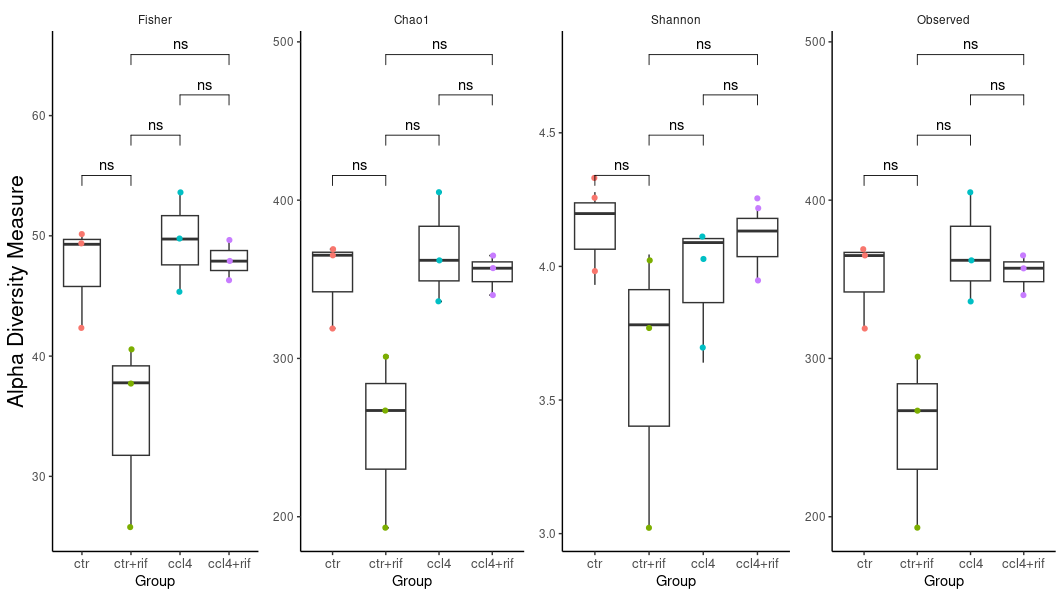 Fisher
Chao1
Shannon
Observed
Alpha Diversity Measure
60
50
40
30
ns
ns
ns
ns
ctr
ctr+rif
ccl4
ccl4+rif
Group
500
400
300
200
ns
ns
ns
ns
ctr
ctr+rif
ccl4
ccl4+rif
Group
4.5
4.0
3.5
3.0
ns
ns
ns
ns
ctr
ctr+rif
ccl4
ccl4+rif
Group
500
400
300
200
ns
ns
ns
ns
ctr
ctr+rif
ccl4
ccl4+rif
Group